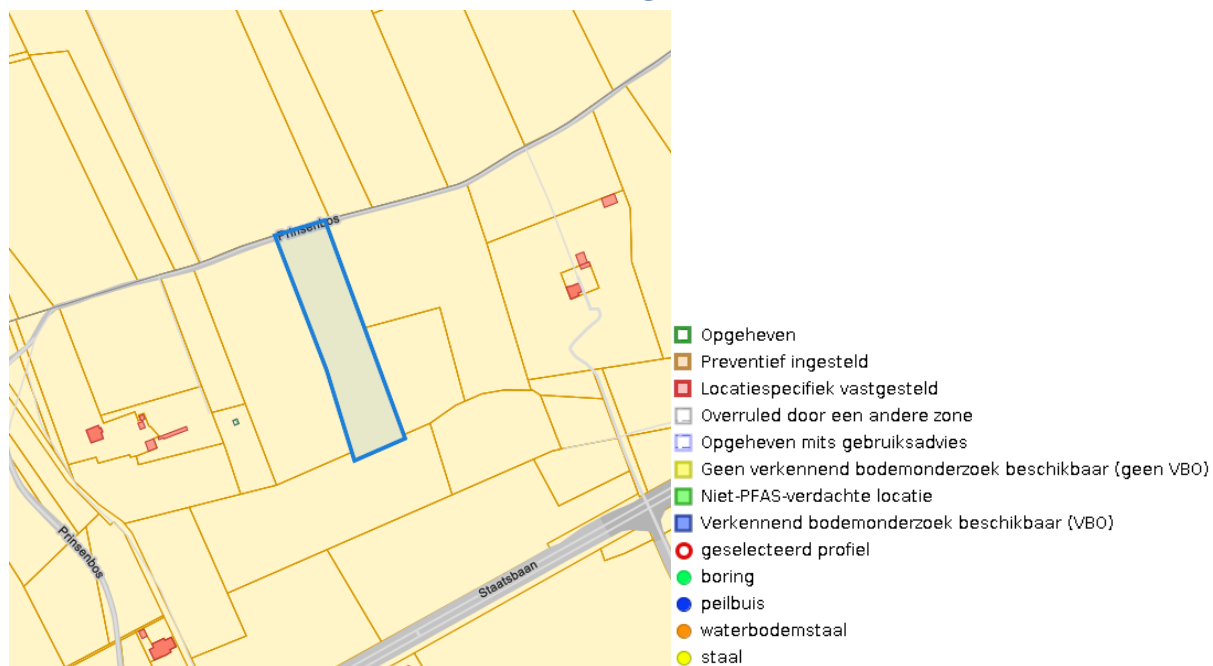 Prinsenbos
Opgeheven
Preventief ingesteld
Locatiespecifiek vastgesteld
Overruled door een andere zone
Opgeheven mits gebruiksadvies
Geen verkennend bodemonderzoek beschikbaar (geen VBO)
Niet-PFAS-verdachte locatie
Verkennend bodemonderzoek beschikbaar (VBO)
geselecteerd profiel
boring
peilbuis
waterbodemstaal
staal
Prinsenbos
Staatsbaan